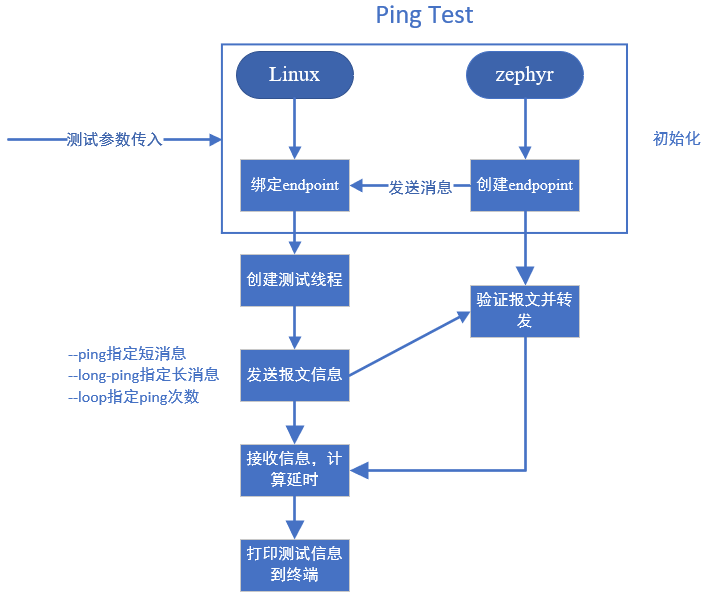 Ping Test
Linux
zephyr
测试参数传入
初始化
绑定endpoint
发送消息
创建endpopint
创建测试线程
验证报文并转
发
--ping指定短消息
--long-ping指定长消息
--loop指定ping次数
发送报文信息
接收信息，计
算延时
打印测试信息
到终端